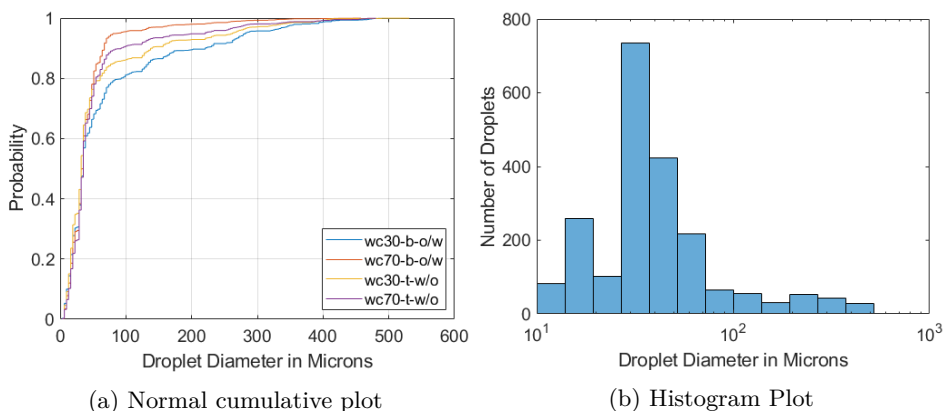 1
0.8
0.6
0.4
0.2
0
Probability
wc30-b-o/w
wc70-b-o/w
wc30-t-w/o
wc70-t-w/o
0 100 200 300 400 500 600
Droplet Diameter in Microns
(a) Normal cumulative plot
800
600
400
200
0
Number of Droplets
10^1 10^2 10^3
Droplet Diameter in Microns
(b) Histogram Plot